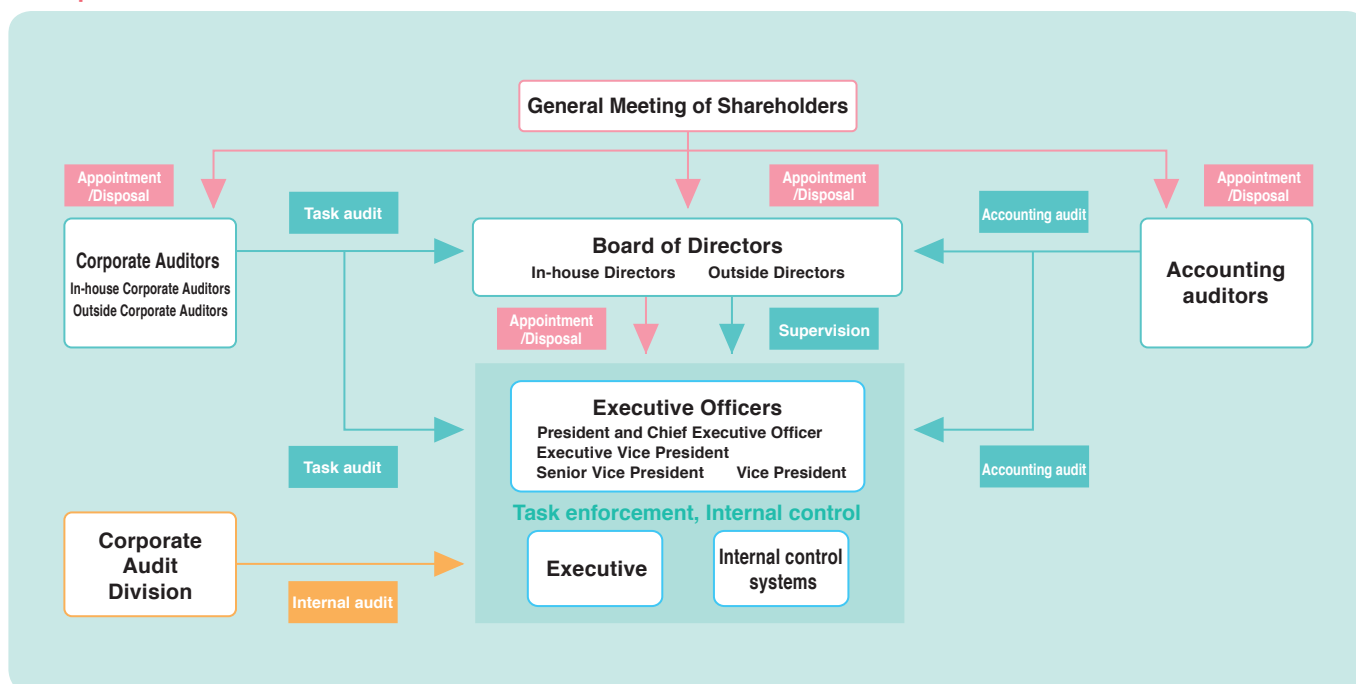 General Meeting of Shareholders
Appointment
/Disposal
Appointment
/Disposal
Appointment
/Disposal
Task audit
Accounting audit
Corporate Auditors
In-house Corporate Auditors
Outside Corporate Auditors
Board of Directors
In-house Directors Outside Directors
Accounting
auditors
Appointment
/Disposal
Supervision
Executive Officers
President and Chief Executive Officer
Executive Vice President
Senior Vice President Vice President
Task audit
Accounting audit
Task enforcement, Internal control
Corporate
Audit
Division
Internal audit
Executive
Internal control
systems